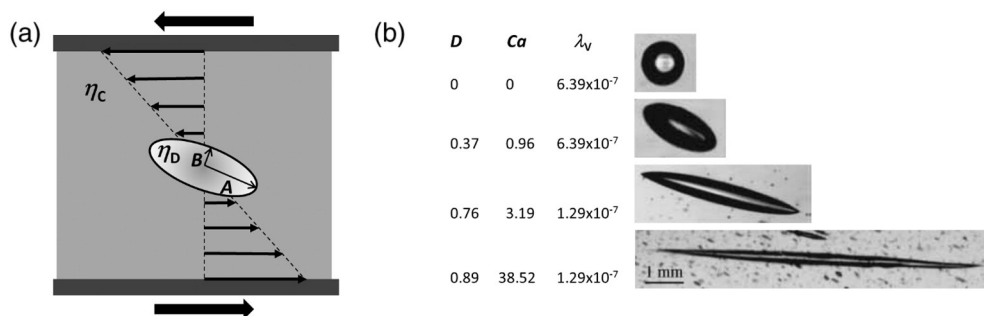 (a)
η_C
η_D
B
A
(b)
D Ca λ_V
0 0 6.39x10⁻⁷
0.37 0.96 6.39x10⁻⁷
0.76 3.19 1.29x10⁻⁷
0.89 38.52 1.29x10⁻⁷
1 mm